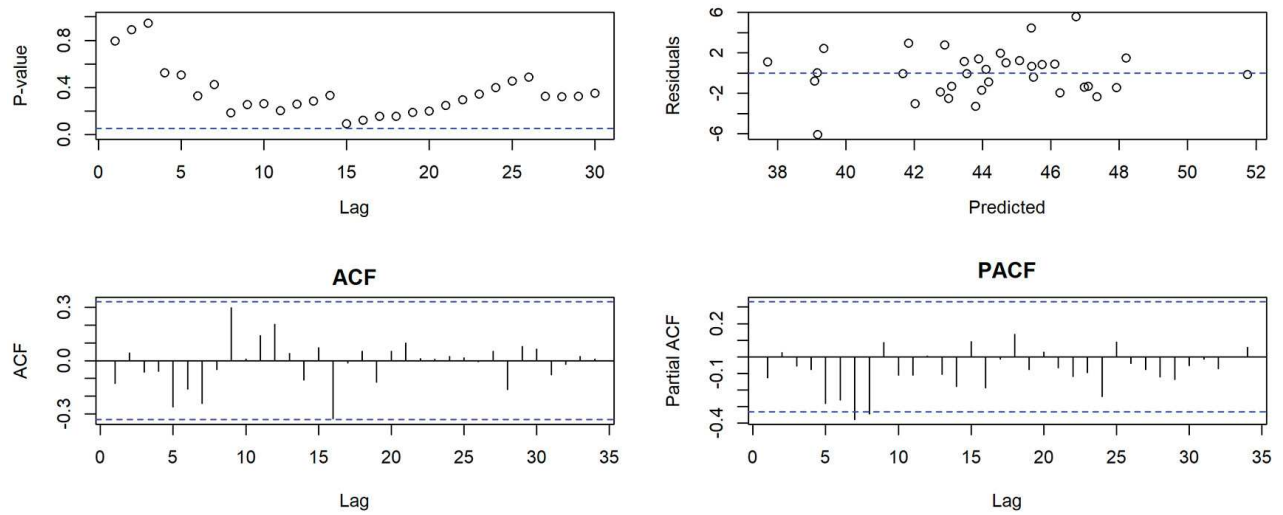 P-value
0.0 0.4 0.8
0 5 10 15 20 25 30
Lag
Residuals
-6 -2 2 6
38 40 42 44 46 48 50 52
Predicted
ACF
ACF
-0.3 0.0 0.3
0 5 10 15 20 25 30 35
Lag
PACF
Partial ACF
-0.4 -0.1 0.2
0 5 10 15 20 25 30 35
Lag